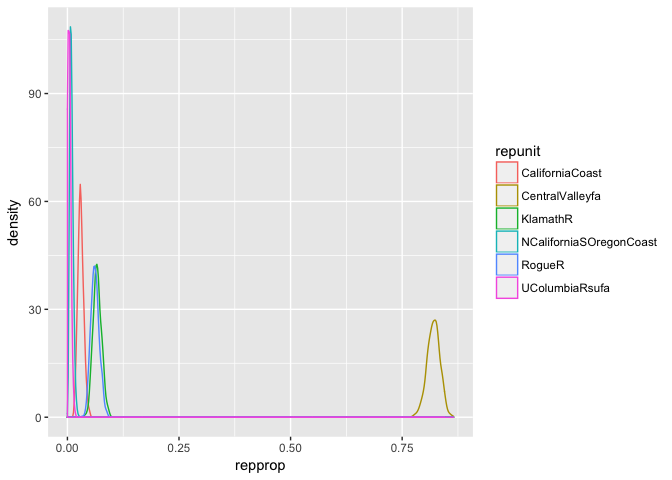 90
60
30
0
density
0.00
0.25
0.50
0.75
repprop
repunit
CaliforniaCoast
CentralValleyfa
KlamathR
NCaliforniaSOregonCoast
RogueR
UColumbiaRsufa